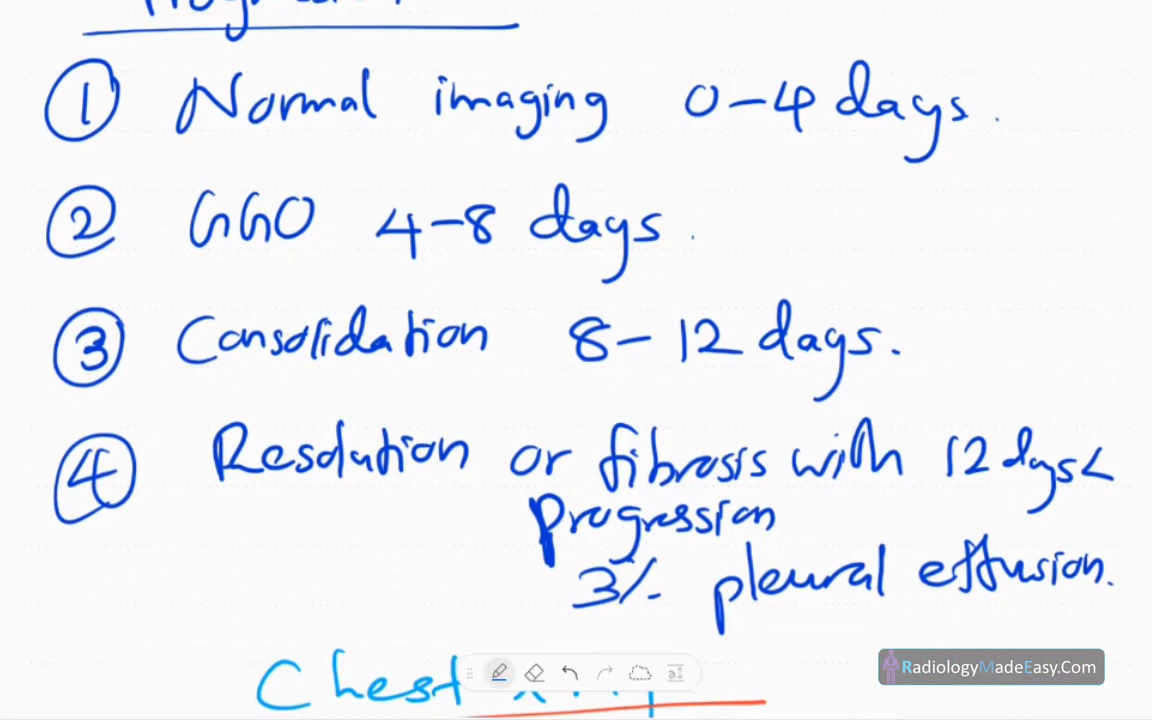 ① Normal imaging 0-4 days.
② GGO 4-8 days.
③ Consolidation 8-12 days.
④ Resolution or fibrosis with 12 days<
progression
3% pleural effusion.
Chest
RadiologyMadeEasy.Com